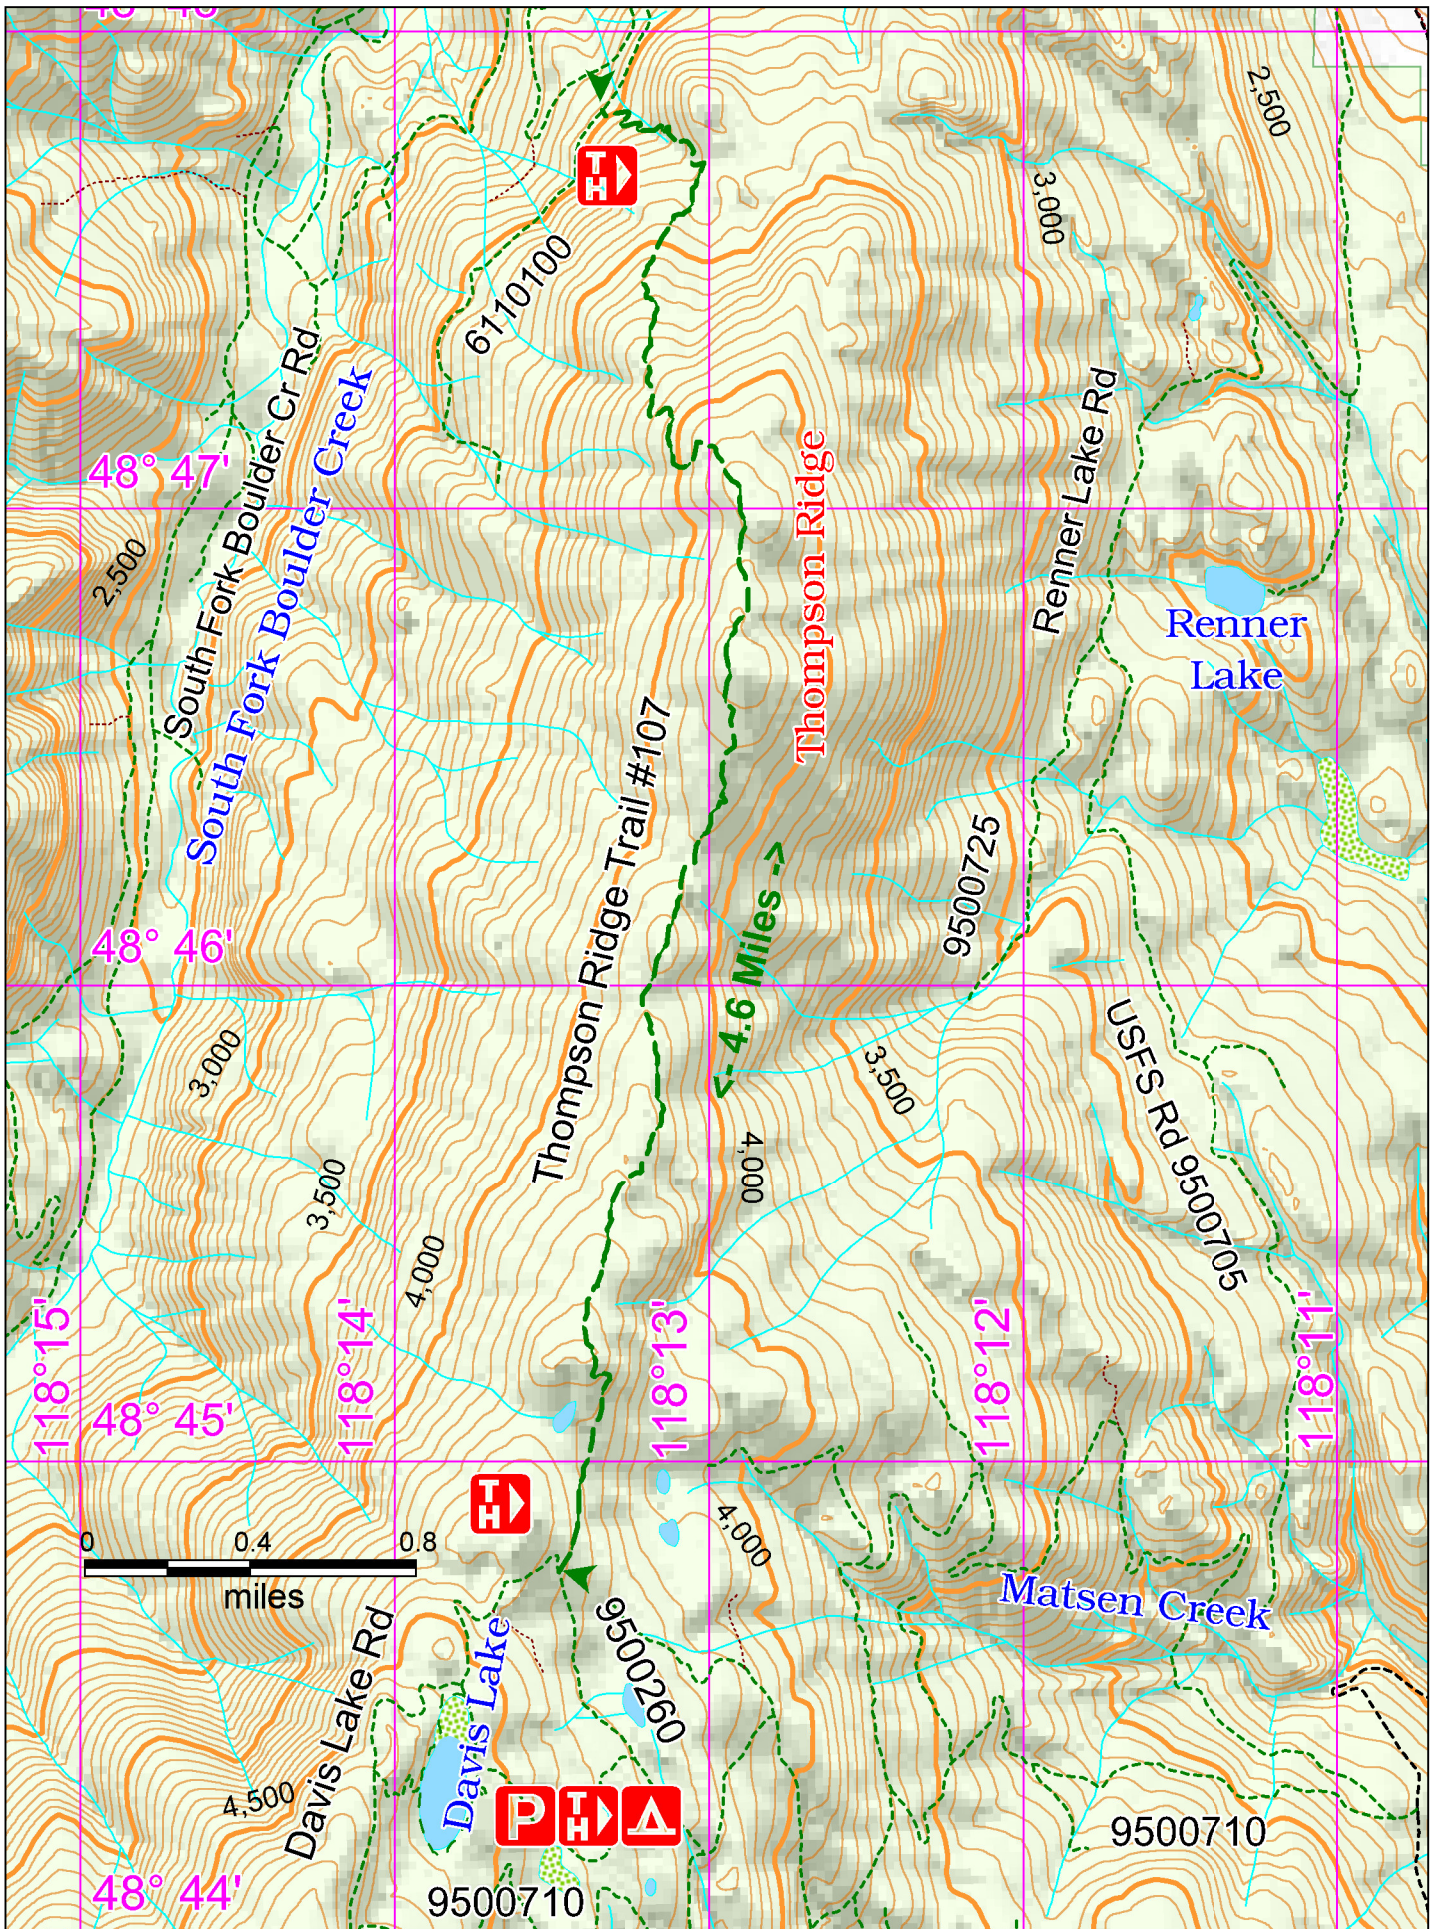 2,500
3,000
TH
6110100
South Fork Boulder Cr Rd
South Fork Boulder Creek
Renner Lake Rd
48° 47'
Thompson Ridge
2,500
Renner
Lake
Thompson Ridge Trail #107
9500725
<- 4.6 Miles ->
48° 46'
USFS Rd 9500705
3,000
3,500
4,000
3,500
4,000
118°15'
118°14'
118°13'
118°12'
118°11'
48° 45'
TH
4,000
0 0.4 0.8
miles
Matsen Creek
9500260
Davis Lake Rd
Davis Lake
4,500
P TH
9500710
48° 44'
9500710